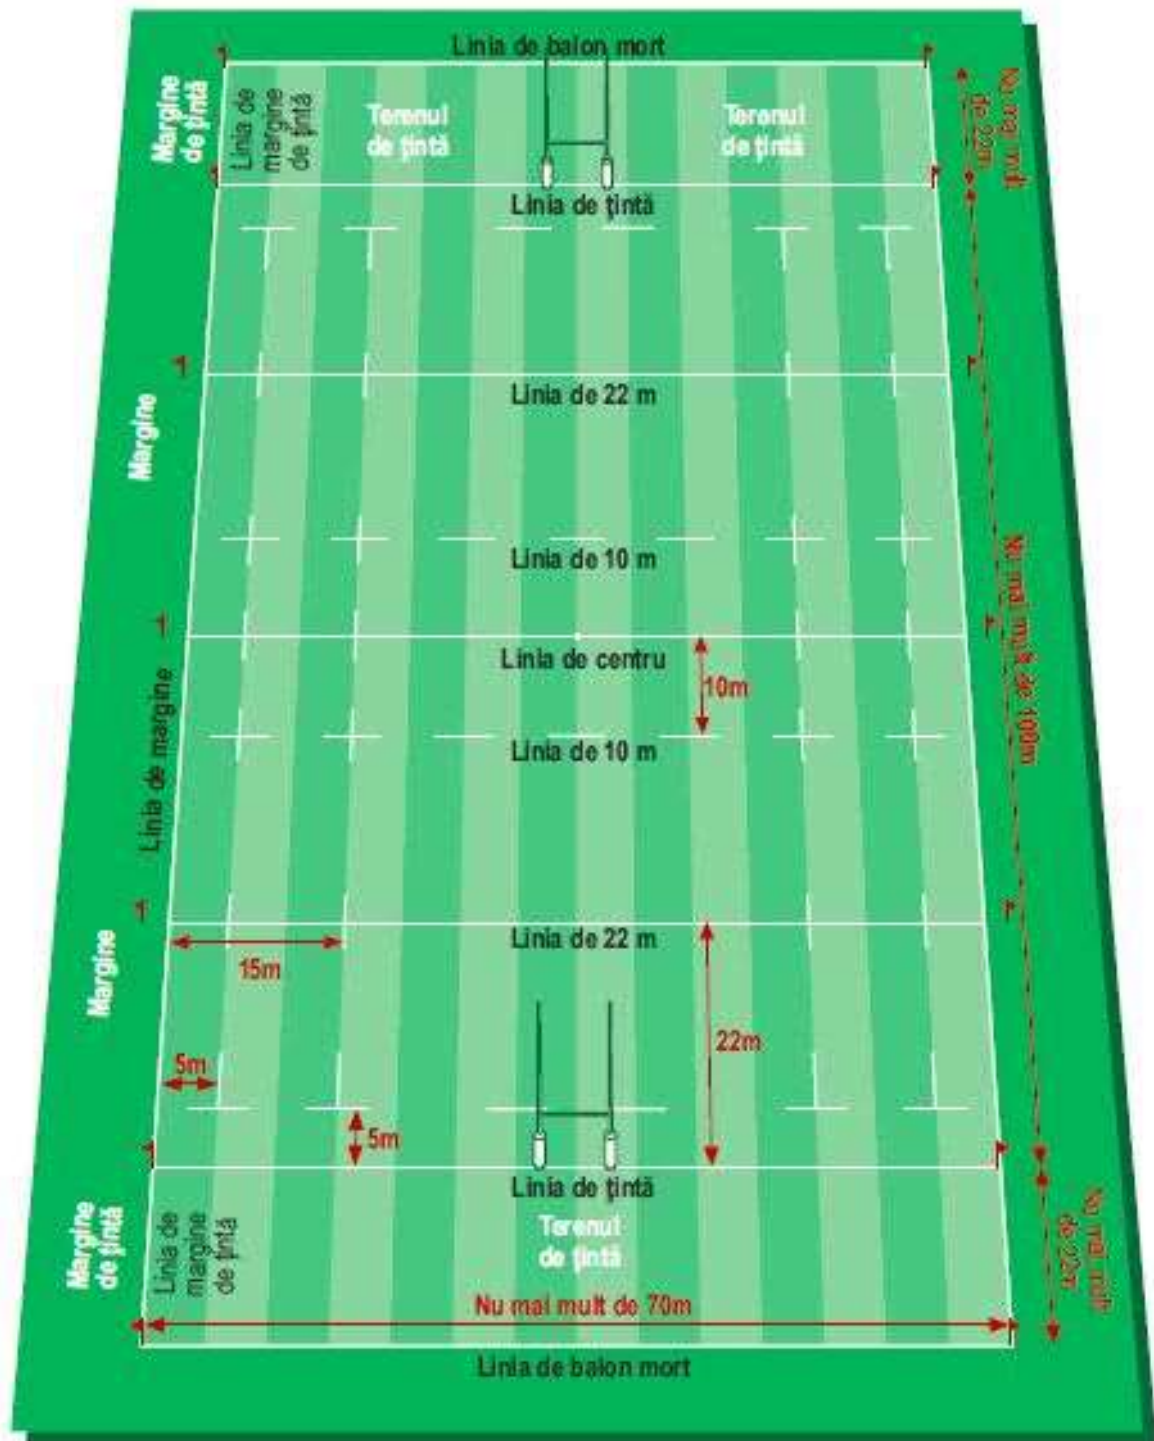 Linia de balon mort
Margine
de țintă
Linia de
margine
de țintă
Terenul
de țintă
Terenul
de țintă
Nu mai mult
de 22m
Linia de țintă
Linia de 22 m
Margine
Linia de 10 m
Nu mai mult de 100m
Linia de centru
10m
Linia de margine
Linia de 10 m
Linia de 22 m
15m
Margine
22m
5m
5m
Linia de țintă
Margine
de țintă
Linia de
margine
de țintă
Terenul
de țintă
Nu mai mult
de 22m
Nu mai mult de 70m
Linia de balon mort